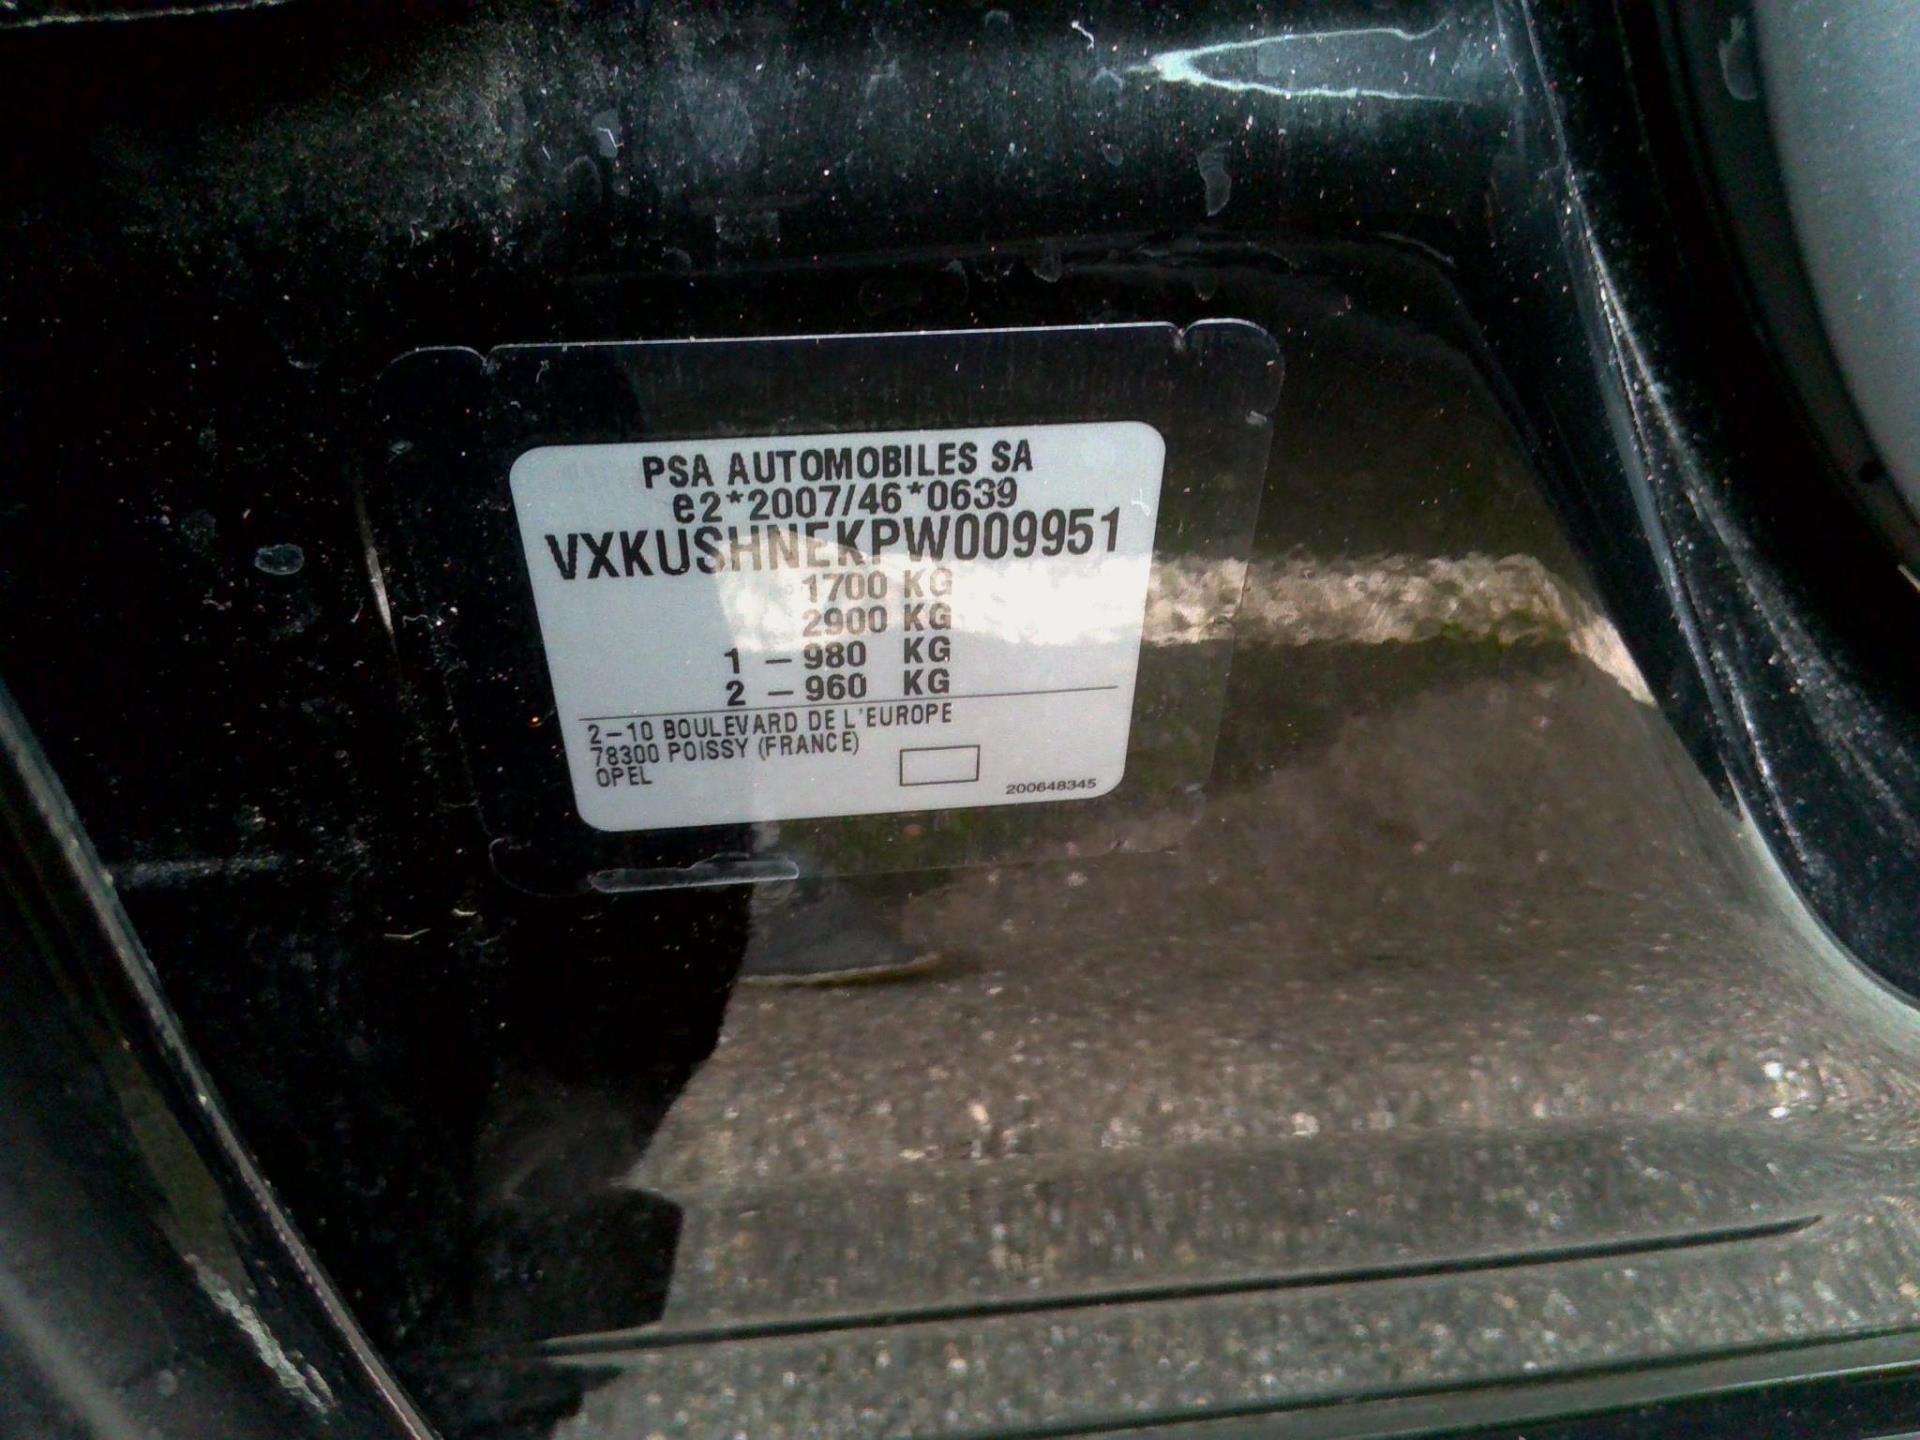 PSA AUTOMOBILES SA
e2*2007/46*0639
VXKUSHNEKPW009951
1700 KG
2900 KG
1 – 980 KG
2 – 960 KG
2–10 BOULEVARD DE L'EUROPE
78300 POISSY (FRANCE)
OPEL
200648345